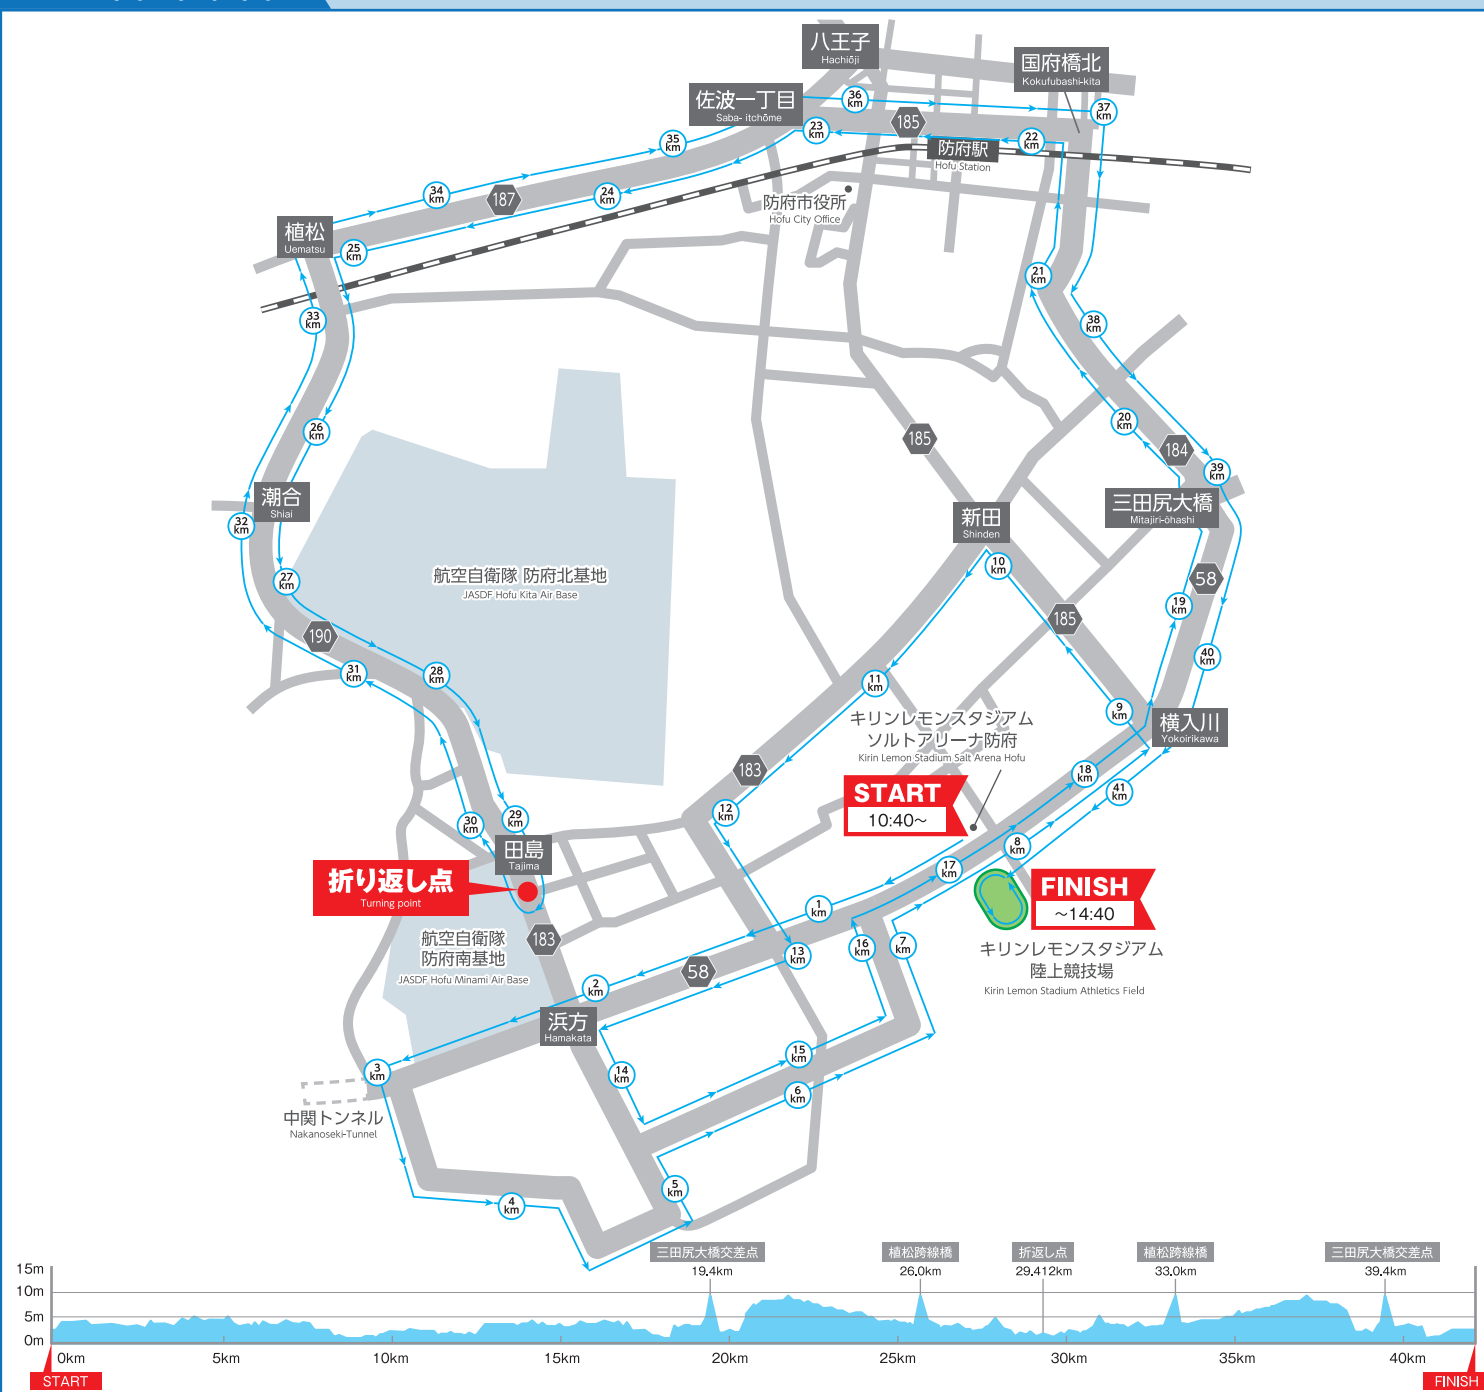 八王子
Hachiōji
国府橋北
Kokufubashi-kita
佐波一丁目
Saba- itchōme
36
km
37
km
35
km
23
km
185
22
km
防府駅
Hofu Station
34
km
187
24
km
防府市役所
Hofu City Office
植松
Uematsu
25
km
21
km
33
km
38
km
26
km
185
20
km
184
39
km
潮合
Shiai
32
km
新田
Shinden
三田尻大橋
Mitajiri-ōhashi
27
km
航空自衛隊 防府北基地
JASDF Hofu Kita Air Base
10
km
58
19
km
185
190
40
km
31
km
28
km
11
km
9
km
キリンレモンスタジアム
ソルトアリーナ防府
Kirin Lemon Stadium Salt Arena Hofu
横入川
Yokoirikawa
183
18
km
41
km
START
10:40～
12
km
30
km
29
km
8
km
田島
Tajima
17
km
折り返し点
Turning point
FINISH
～14:40
1
km
183
航空自衛隊
防府南基地
JASDF Hofu Minami Air Base
16
km
7
km
13
km
キリンレモンスタジアム
陸上競技場
Kirin Lemon Stadium Athletics Field
58
2
km
浜方
Hamakata
3
km
14
km
15
km
6
km
中関トンネル
Nakanoseki-Tunnel
5
km
4
km
三田尻大橋交差点
19.4km
植松跨線橋
26.0km
折返し点
29.412km
植松跨線橋
33.0km
三田尻大橋交差点
39.4km
15m
10m
5m
0m
0km
5km
10km
15km
20km
25km
30km
35km
40km
START
FINISH